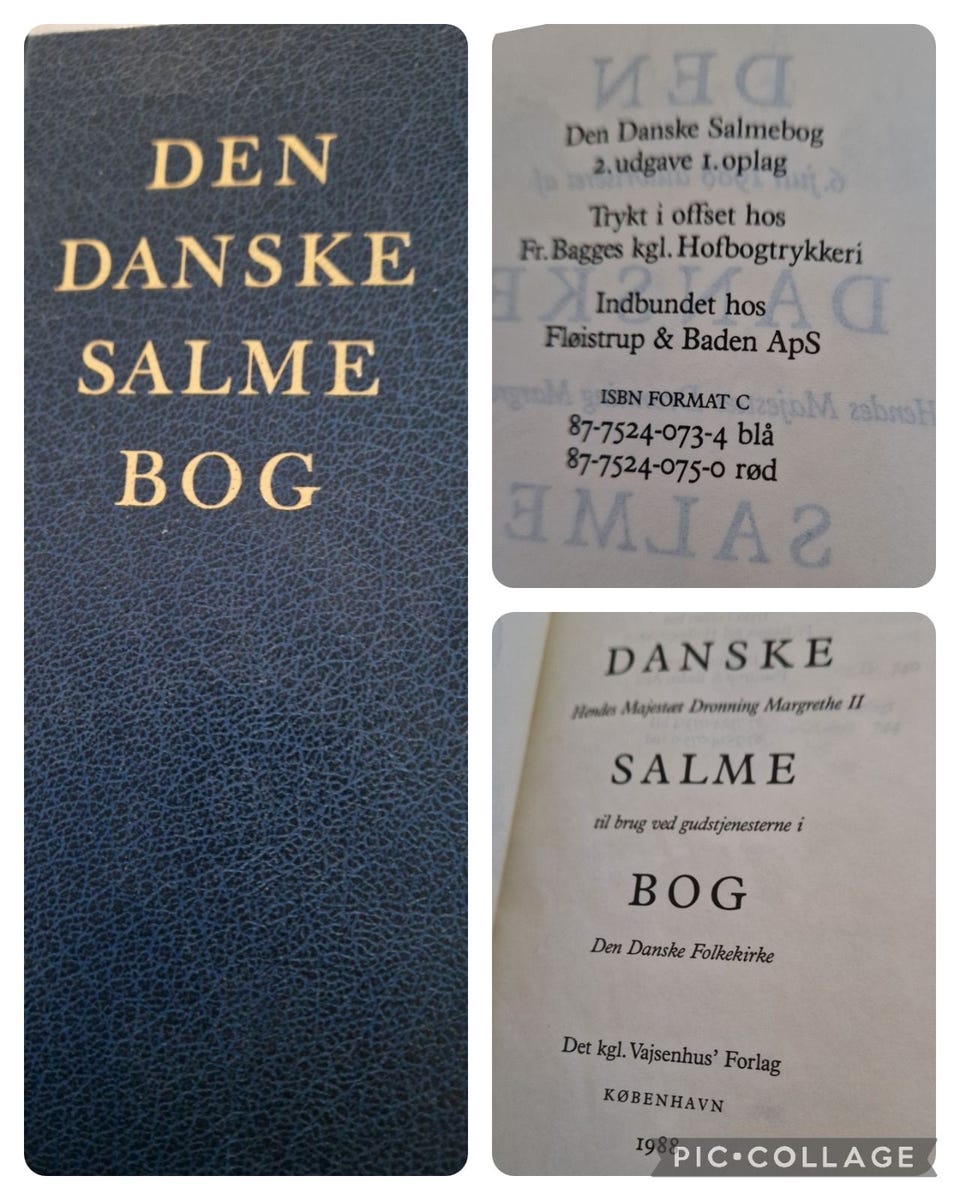 DEN
DANSKE
SALME
BOG
Den Danske Salmebog
2. udgave 1. oplag
Trykt i offset hos
Fr. Bagges kgl. Hofbogtrykkeri
Indbundet hos
Fløistrup & Baden ApS
ISBN FORMAT C
87-7524-073-4 blå
87-7524-075-0 rød
DANSKE
Hendes Majestæt Dronning Margrethe II
SALME
til brug ved gudstjenesterne i
BOG
Den Danske Folkekirke
Det kgl. Vajsenhus' Forlag
KØBENHAVN
1988
PIC•COLLAGE